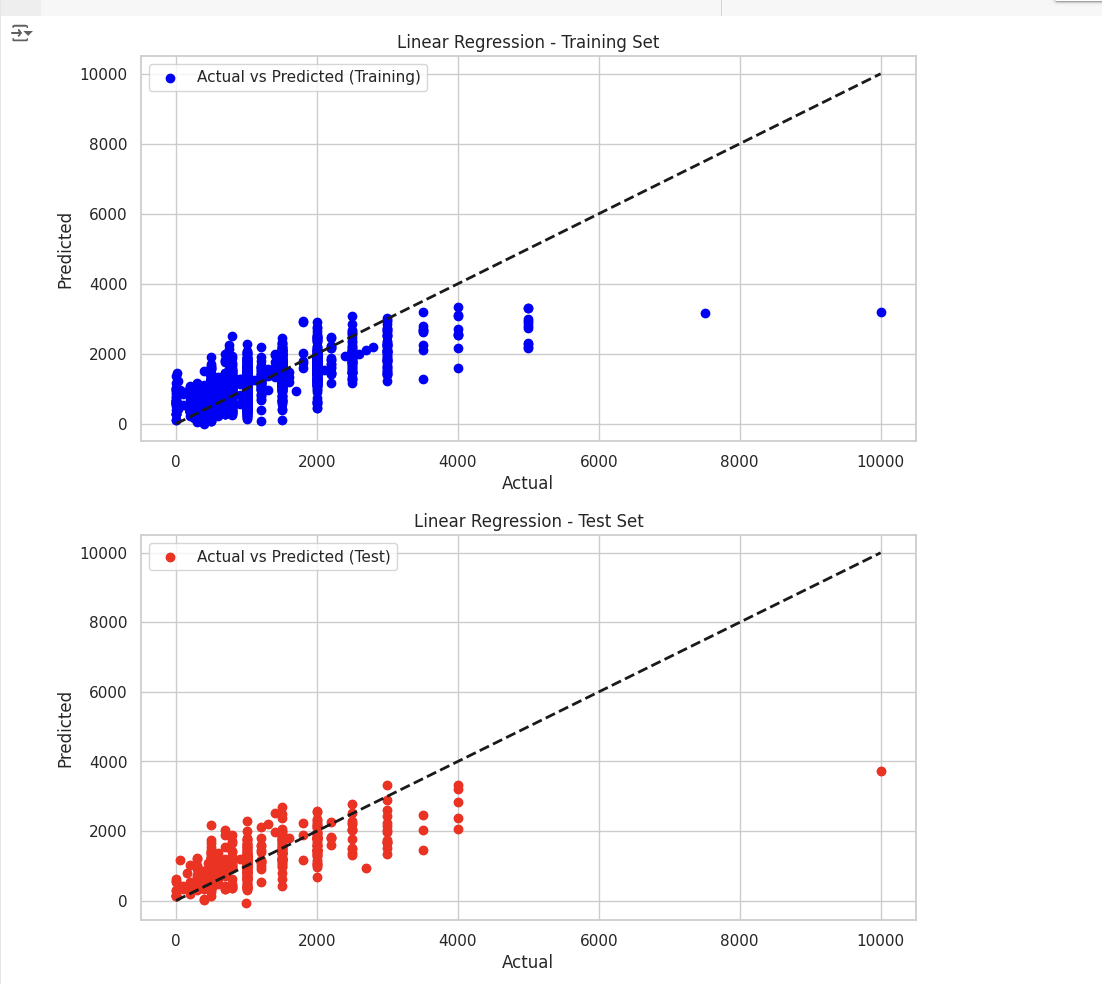 Linear Regression - Training Set
10000
8000
6000
4000
2000
0
Predicted
Actual vs Predicted (Training)
0 2000 4000 6000 8000 10000
Actual
Linear Regression - Test Set
10000
8000
6000
4000
2000
0
Predicted
Actual vs Predicted (Test)
0 2000 4000 6000 8000 10000
Actual